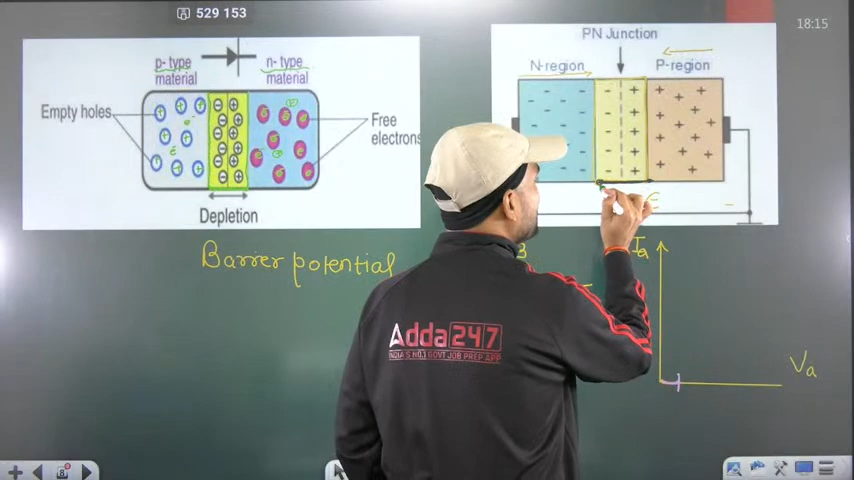 529 153
18:15
p- type
material
n- type
material
Empty holes
Free
electrons
Depletion
PN Junction
N-region
P-region
Barrier potential
Ia
Va
Adda247
INDIA'S NO.1 GOVT JOB PREP APP
8